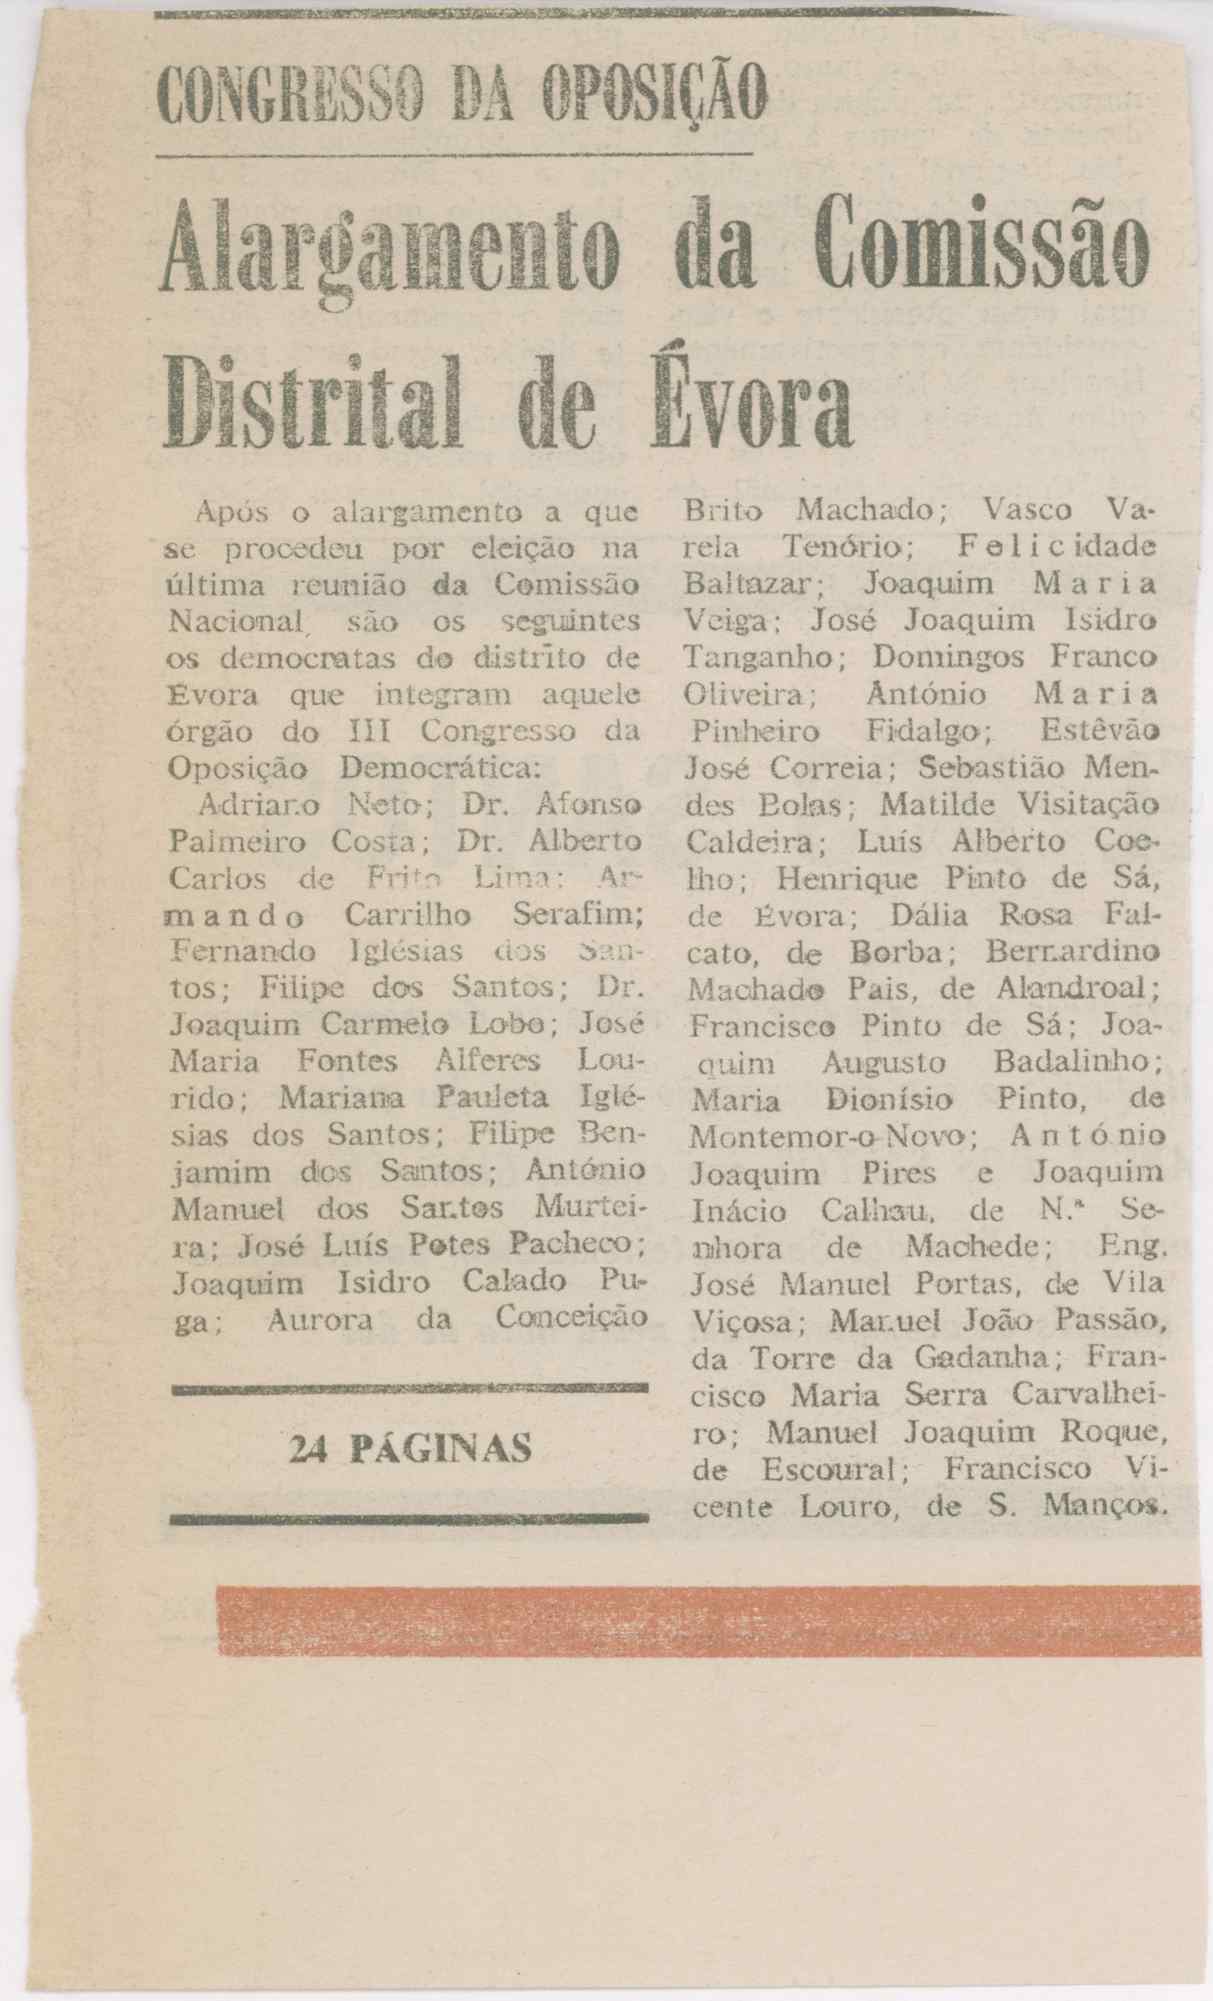 CONGRESSO DA OPOSIÇÃO
Alargamento da Comissão
Distrital de Évora
Após o alargamento a que
se procedeu por eleição na
última reunião da Comissão
Nacional, são os seguintes
os democratas do distrito de
Évora que integram aquele
órgão do III Congresso da
Oposição Democrática:
Adriano Neto; Dr. Afonso
Palmeiro Costa; Dr. Alberto
Carlos de Frito Lima; Ar-
mando Carrilho Serafim;
Fernando Iglésias dos San-
tos; Filipe dos Santos; Dr.
Joaquim Carmelo Lobo; José
Maria Fontes Alferes Lou-
rido; Mariana Pauleta Iglé-
sias dos Santos; Filipe Ben-
jamim dos Santos; António
Manuel dos Santos Murtei-
ra; José Luís Potes Pacheco;
Joaquim Isidro Calado Pu-
ga; Aurora da Conceição
24 PÁGINAS
Brito Machado; Vasco Va-
rela Tenório; Felicidade
Baltazar; Joaquim Maria
Veiga; José Joaquim Isidro
Tanganho; Domingos Franco
Oliveira; António Maria
Pinheiro Fidalgo; Estêvão
José Correia; Sebastião Men-
des Bolas; Matilde Visitação
Caldeira; Luís Alberto Coe-
lho; Henrique Pinto de Sá,
de Évora; Dália Rosa Fal-
cato, de Borba; Bernardino
Machado Pais, de Alandroal;
Francisco Pinto de Sá; Joa-
quim Augusto Badalinho;
Maria Dionísio Pinto, de
Montemor-o-Novo; António
Joaquim Pires e Joaquim
Inácio Calhau, de N.ª Se-
nhora de Machede; Eng.
José Manuel Portas, de Vila
Viçosa; Manuel João Passão,
da Torre da Gadanha; Fran-
cisco Maria Serra Carvalhei-
ro; Manuel Joaquim Roque,
de Escoural; Francisco Vi-
cente Louro, de S. Manços.